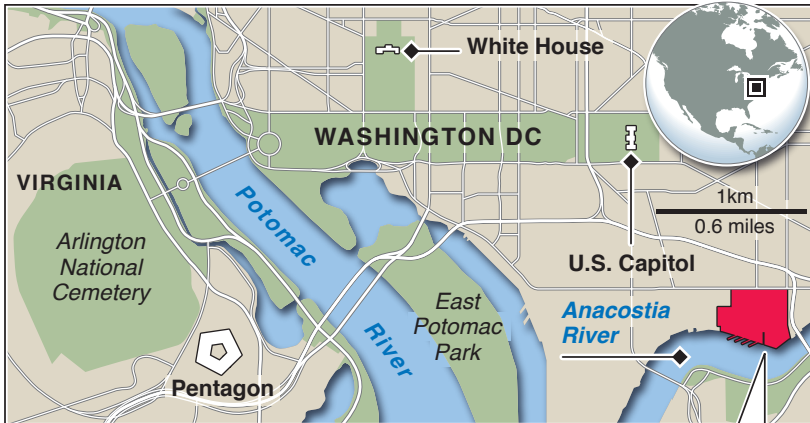 White House
WASHINGTON DC
VIRGINIA
1km
0.6 miles
Potomac
River
Arlington
National
Cemetery
U.S. Capitol
East
Potomac
Park
Anacostia
River
Pentagon